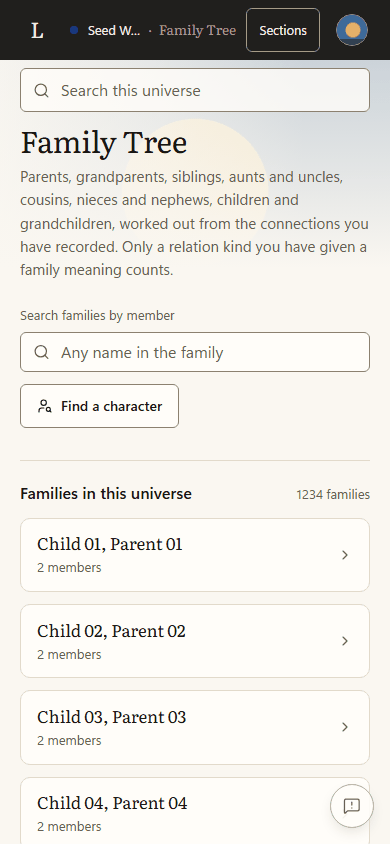 L
Seed W... · Family Tree
Sections
Search this universe
Family Tree
Parents, grandparents, siblings, aunts and uncles,
cousins, nieces and nephews, children and
grandchildren, worked out from the connections you
have recorded. Only a relation kind you have given a
family meaning counts.
Search families by member
Any name in the family
Find a character
Families in this universe
1234 families
Child 01, Parent 01
2 members
Child 02, Parent 02
2 members
Child 03, Parent 03
2 members
Child 04, Parent 04
2 members